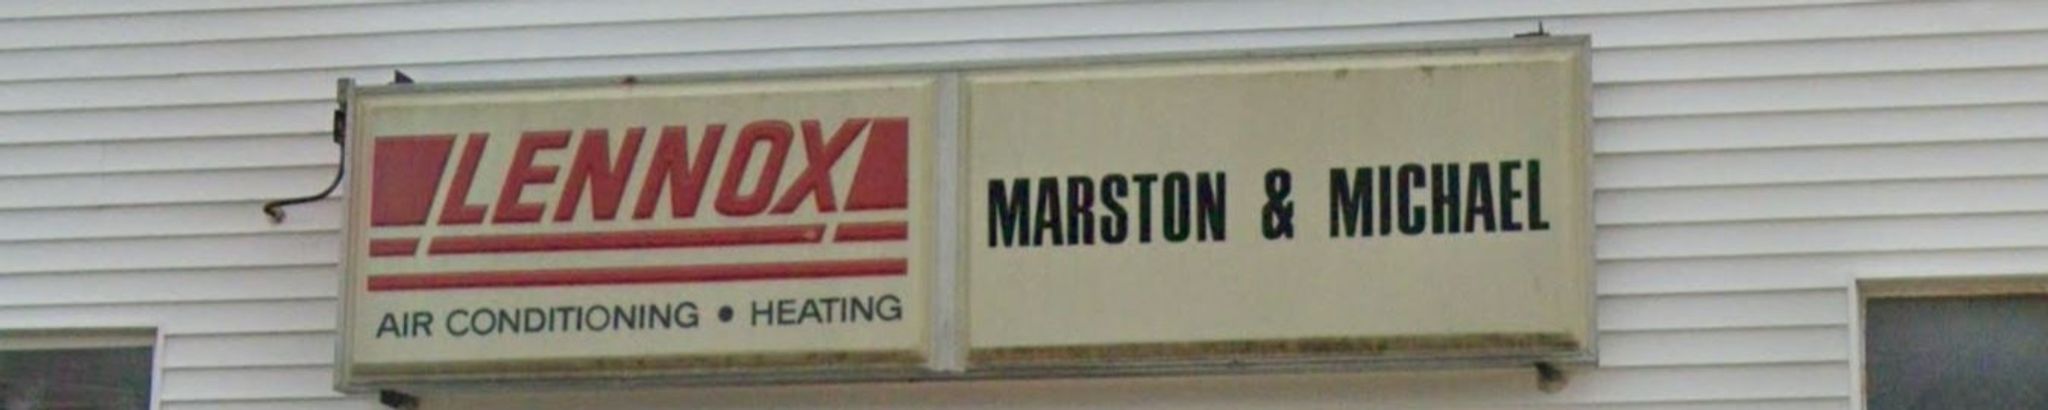 LENNOX
AIR CONDITIONING • HEATING
MARSTON & MICHAEL